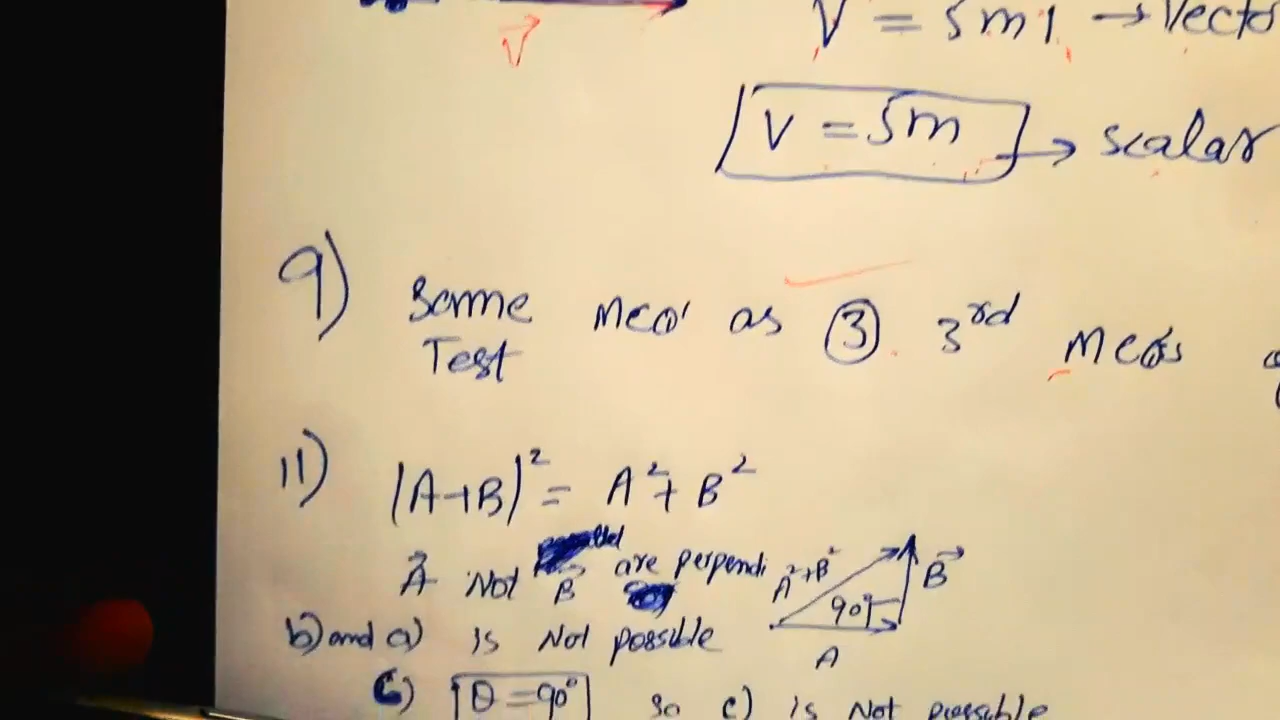 V⃗
V = 5m↑ → Vecto
V = 5m → scalar
9) Same MCQ' as ③ 3rd MCQ's
Test
11) |A+B|² = A² + B²
A⃗ Not B⃗ are perpendi
A²+B²
B⃗
90°
A
b) and a) is Not possible
C) θ = 90° so c) is Not possible